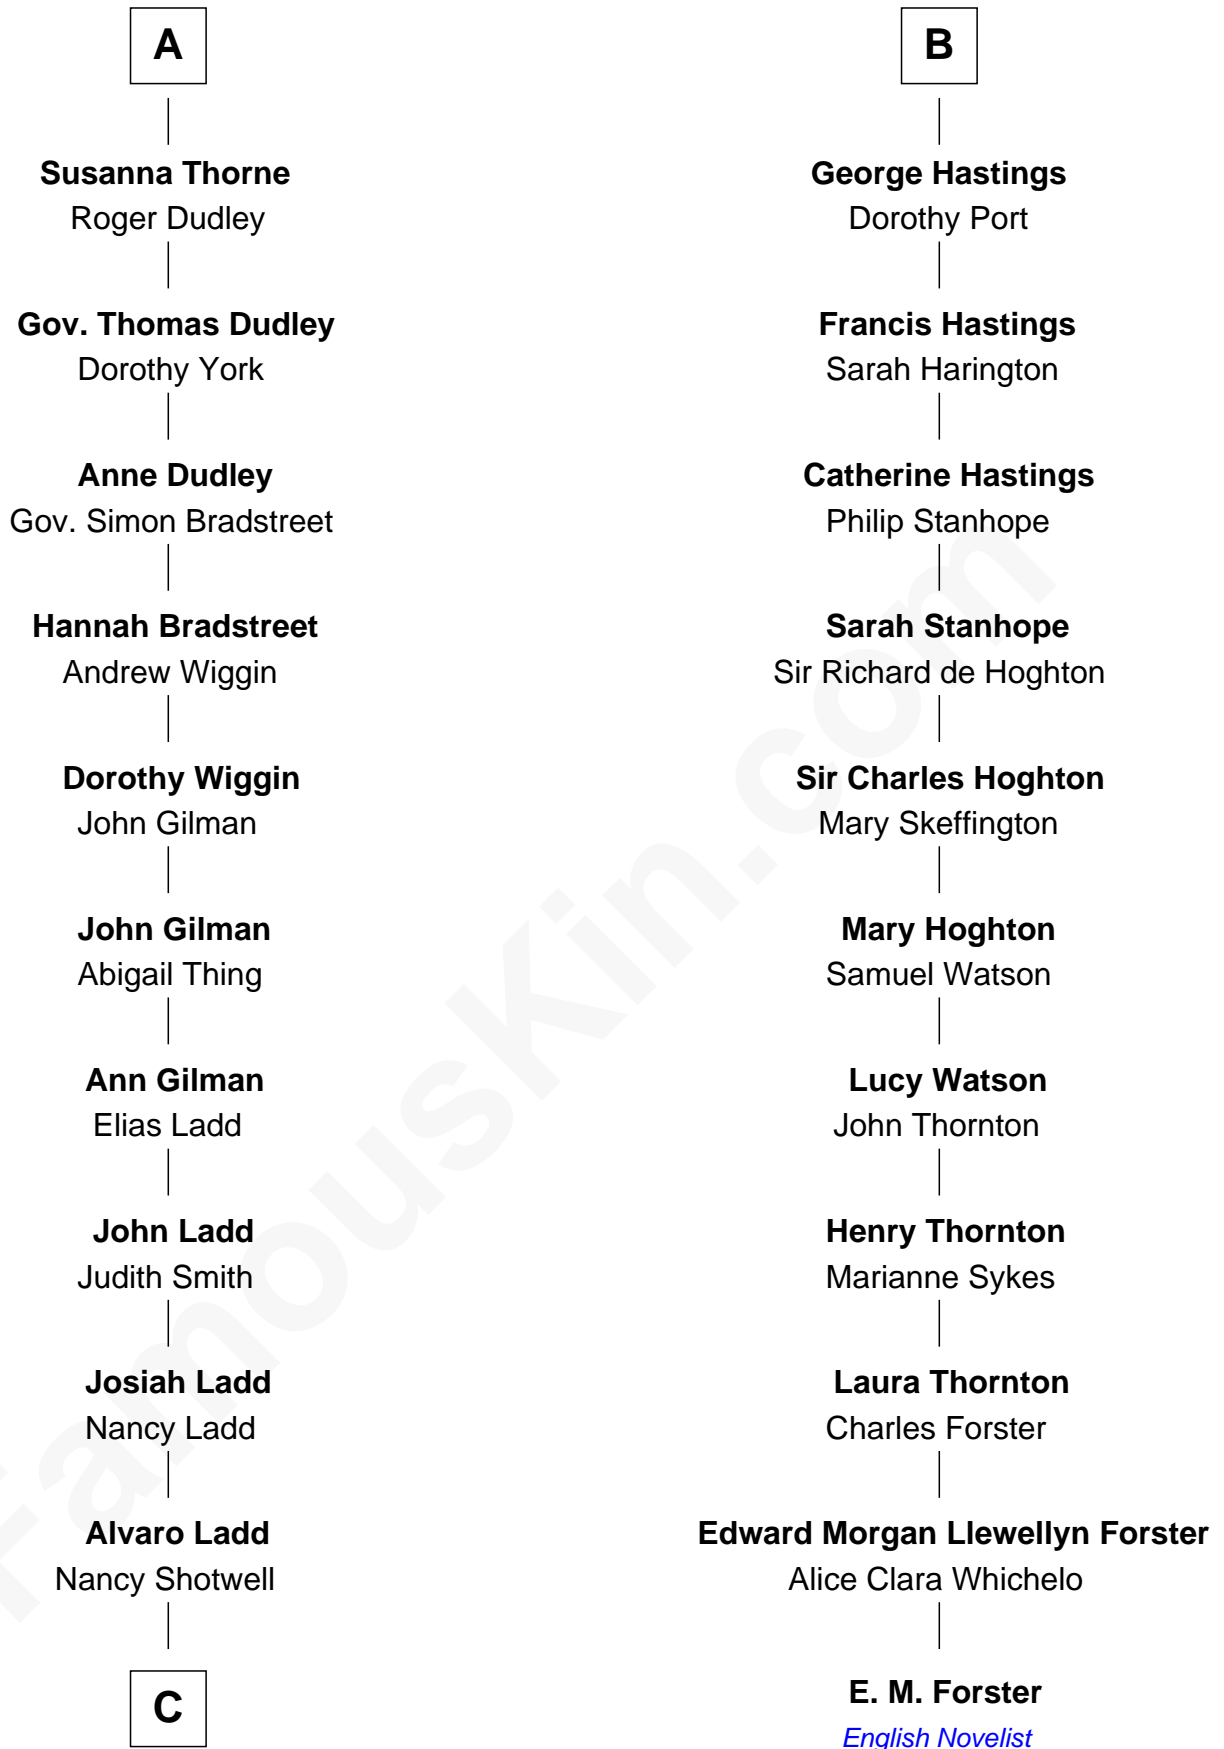 A
Susanna Thorne
Roger Dudley
Gov. Thomas Dudley
Dorothy York
Anne Dudley
Gov. Simon Bradstreet
Hannah Bradstreet
Andrew Wiggin
Dorothy Wiggin
John Gilman
John Gilman
Abigail Thing
Ann Gilman
Elias Ladd
John Ladd
Judith Smith
Josiah Ladd
Nancy Ladd
Alvaro Ladd
Nancy Shotwell
C
B
George Hastings
Dorothy Port
Francis Hastings
Sarah Harington
Catherine Hastings
Philip Stanhope
Sarah Stanhope
Sir Richard de Hoghton
Sir Charles Hoghton
Mary Skeffington
Mary Hoghton
Samuel Watson
Lucy Watson
John Thornton
Henry Thornton
Marianne Sykes
Laura Thornton
Charles Forster
Edward Morgan Llewellyn Forster
Alice Clara Whichelo
E. M. Forster
English Novelist
FamousKin.com